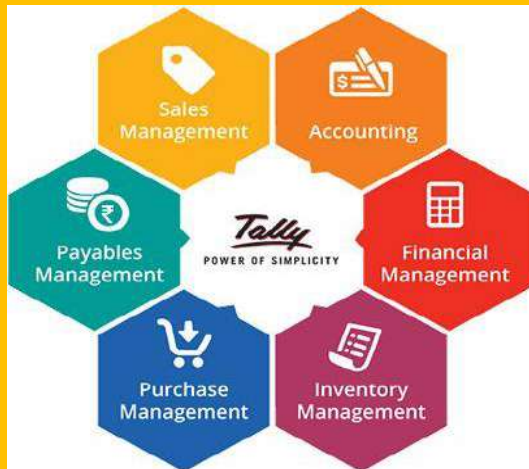 Sales
Management
Accounting
Payables
Management
Tally
POWER OF SIMPLICITY
Financial
Management
Purchase
Management
Inventory
Management